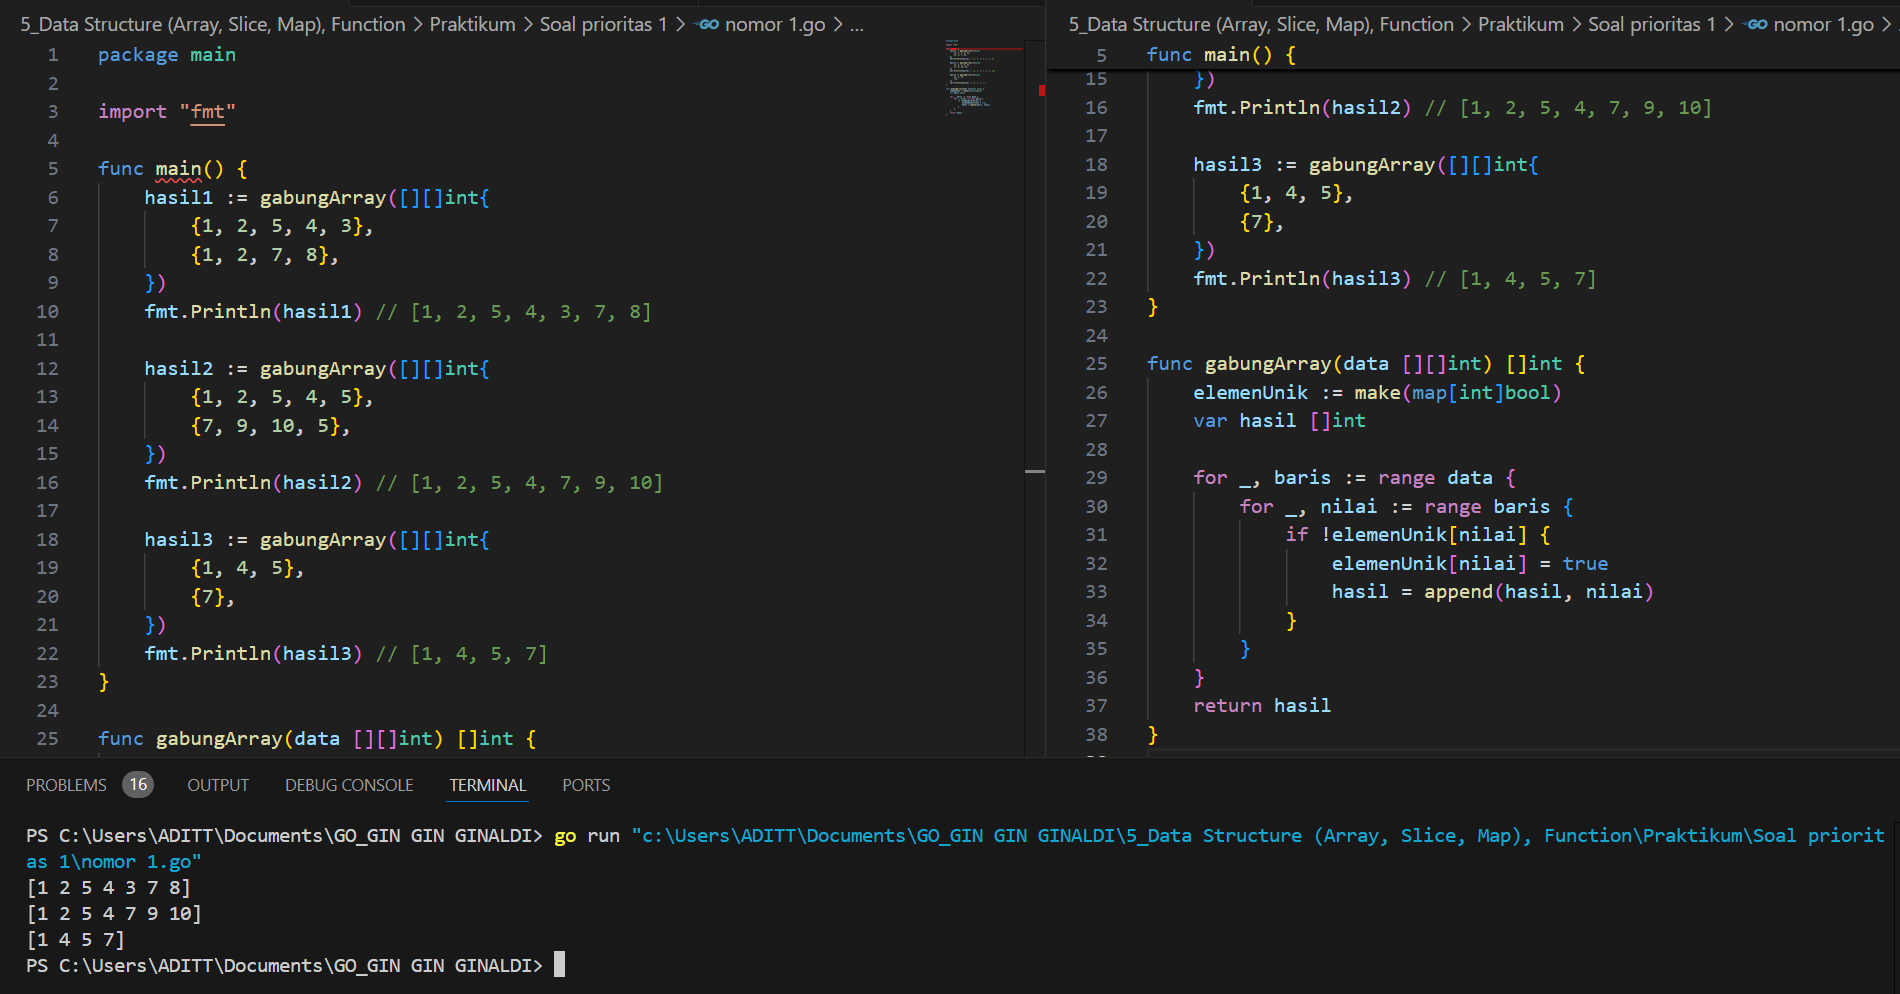 5_Data Structure (Array, Slice, Map), Function > Praktikum > Soal prioritas 1 > GO nomor 1.go > ...
1 package main
2
3 import "fmt"
4
5 func main() {
6 hasil1 := gabungArray([][]int{
7 {1, 2, 5, 4, 3},
8 {1, 2, 7, 8},
9 })
10 fmt.Println(hasil1) // [1, 2, 5, 4, 3, 7, 8]
11
12 hasil2 := gabungArray([][]int{
13 {1, 2, 5, 4, 5},
14 {7, 9, 10, 5},
15 })
16 fmt.Println(hasil2) // [1, 2, 5, 4, 7, 9, 10]
17
18 hasil3 := gabungArray([][]int{
19 {1, 4, 5},
20 {7},
21 })
22 fmt.Println(hasil3) // [1, 4, 5, 7]
23 }
24
25 func gabungArray(data [][]int) []int {
5_Data Structure (Array, Slice, Map), Function > Praktikum > Soal prioritas 1 > GO nomor 1.go >
5 func main() {
15 })
16 fmt.Println(hasil2) // [1, 2, 5, 4, 7, 9, 10]
17
18 hasil3 := gabungArray([][]int{
19 {1, 4, 5},
20 {7},
21 })
22 fmt.Println(hasil3) // [1, 4, 5, 7]
23 }
24
25 func gabungArray(data [][]int) []int {
26 elemenUnik := make(map[int]bool)
27 var hasil []int
28
29 for _, baris := range data {
30 for _, nilai := range baris {
31 if !elemenUnik[nilai] {
32 elemenUnik[nilai] = true
33 hasil = append(hasil, nilai)
34 }
35 }
36 }
37 return hasil
38 }
PROBLEMS 16 OUTPUT DEBUG CONSOLE TERMINAL PORTS
PS C:\Users\ADITT\Documents\GO_GIN GIN GINALDI> go run "c:\Users\ADITT\Documents\GO_GIN GIN GINALDI\5_Data Structure (Array, Slice, Map), Function\Praktikum\Soal priorit
as 1\nomor 1.go"
[1 2 5 4 3 7 8]
[1 2 5 4 7 9 10]
[1 4 5 7]
PS C:\Users\ADITT\Documents\GO_GIN GIN GINALDI>